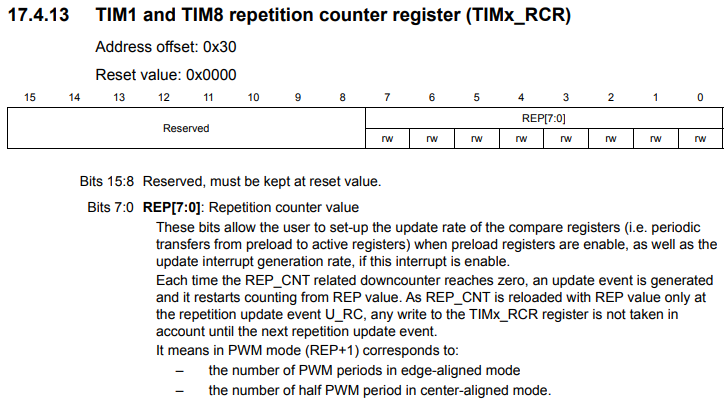 17.4.13 TIM1 and TIM8 repetition counter register (TIMx_RCR)
Address offset: 0x30
Reset value: 0x0000
15 14 13 12 11 10 9 8 7 6 5 4 3 2 1 0
Reserved
REP[7:0]
rw rw rw rw rw rw rw rw
Bits 15:8 Reserved, must be kept at reset value.
Bits 7:0 REP[7:0]: Repetition counter value
These bits allow the user to set-up the update rate of the compare registers (i.e. periodic
transfers from preload to active registers) when preload registers are enable, as well as the
update interrupt generation rate, if this interrupt is enable.
Each time the REP_CNT related downcounter reaches zero, an update event is generated
and it restarts counting from REP value. As REP_CNT is reloaded with REP value only at
the repetition update event U_RC, any write to the TIMx_RCR register is not taken in
account until the next repetition update event.
It means in PWM mode (REP+1) corresponds to:
– the number of PWM periods in edge-aligned mode
– the number of half PWM period in center-aligned mode.